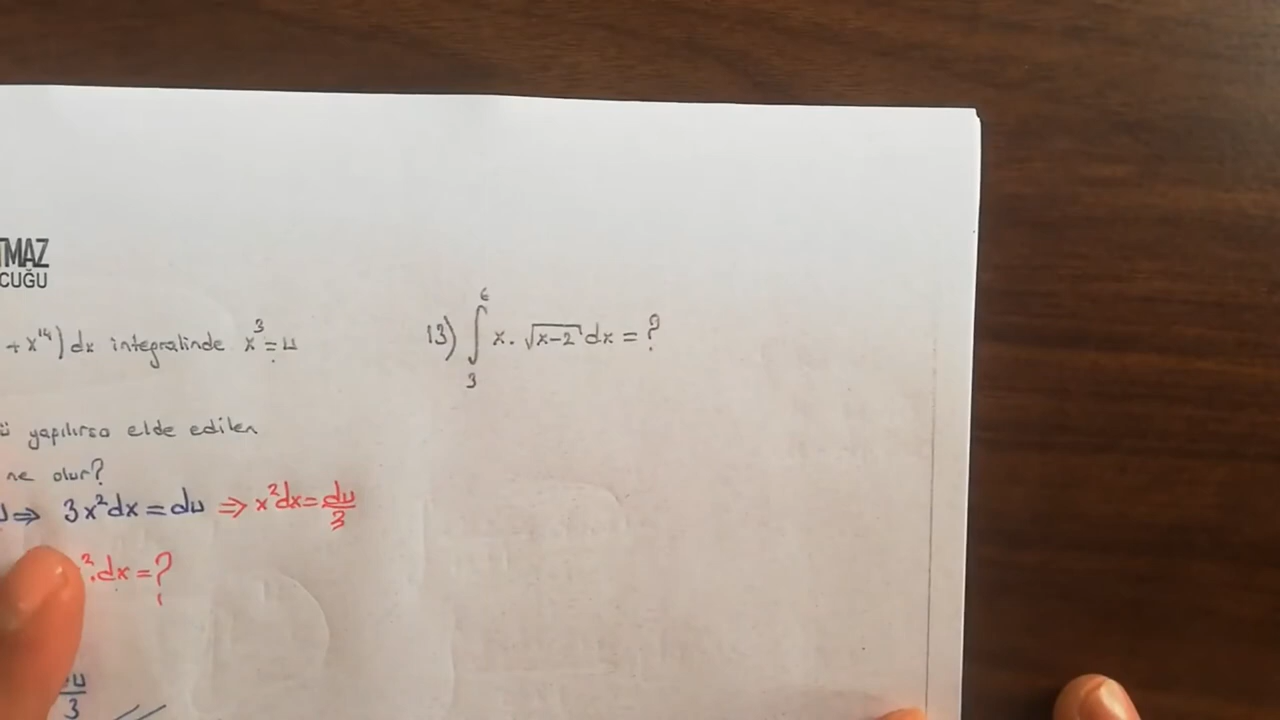 TMAZ
CUĞU
+ x¹⁴) dx integralinde x³ = u
ü yapılırsa elde edilen
ne olur?
u ⇒ 3x²dx = du ⇒ x²dx = du/3
².dx = ?
u/3
13) ∫₃⁶ x . √(x-2) dx = ?